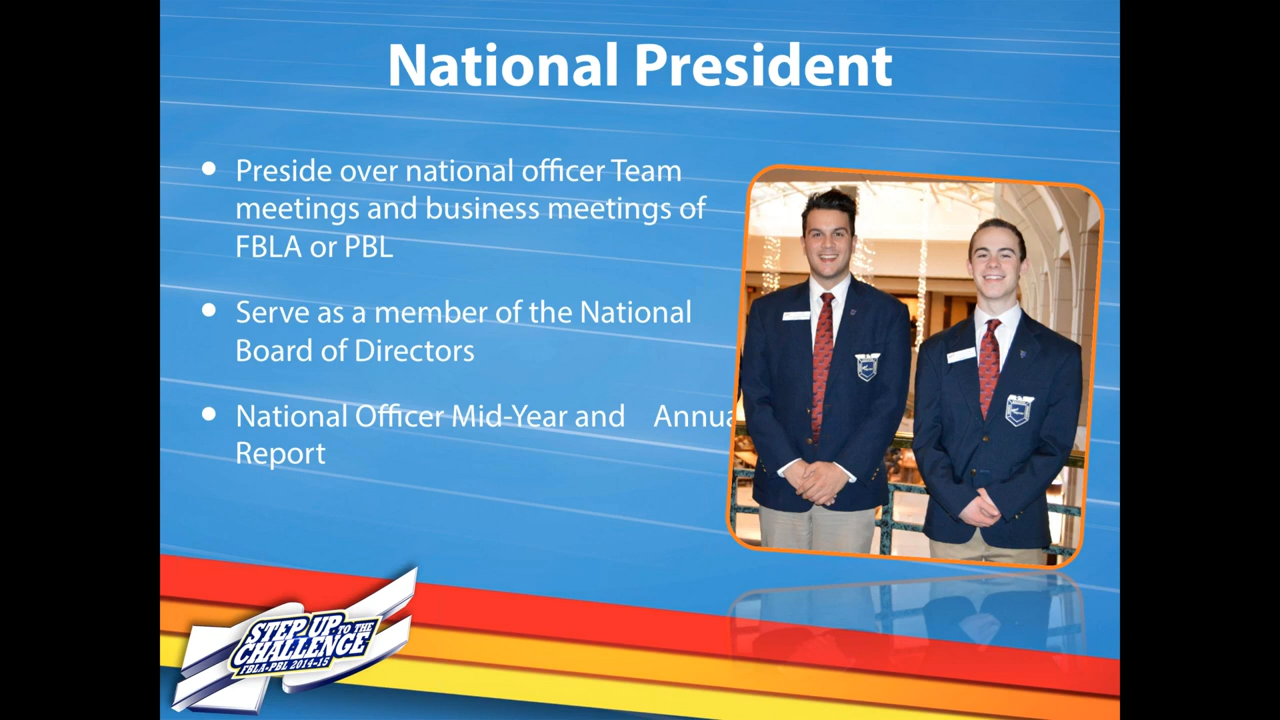 National President
• Preside over national officer Team
meetings and business meetings of
FBLA or PBL
• Serve as a member of the National
Board of Directors
• National Officer Mid-Year and Annua
Report
STEP UP TO THE
CHALLENGE
FBLA-PBL 2014-15